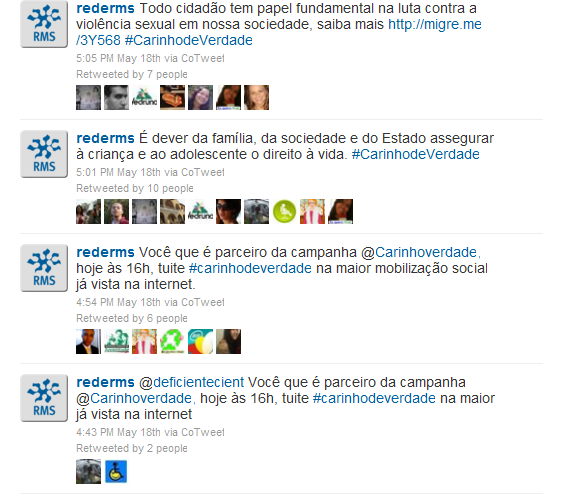 rederms Todo cidadão tem papel fundamental na luta contra a
violência sexual em nossa sociedade, saiba mais http://migre.me
/3Y568 #CarinhodeVerdade
RMS
5:05 PM May 18th via CoTweet
Retweeted by 7 people
rederms É dever da família, da sociedade e do Estado assegurar
à criança e ao adolescente o direito à vida. #CarinhodeVerdade
RMS
5:01 PM May 18th via CoTweet
Retweeted by 10 people
rederms Você que é parceiro da campanha @Carinhoverdade,
hoje às 16h, tuite #carinhodeverdade na maior mobilização social
já vista na internet.
RMS
4:54 PM May 18th via CoTweet
Retweeted by 6 people
rederms @deficientecient Você que é parceiro da campanha
@Carinhoverdade, hoje às 16h, tuite #carinhodeverdade na maior
já vista na internet
RMS
4:43 PM May 18th via CoTweet
Retweeted by 2 people